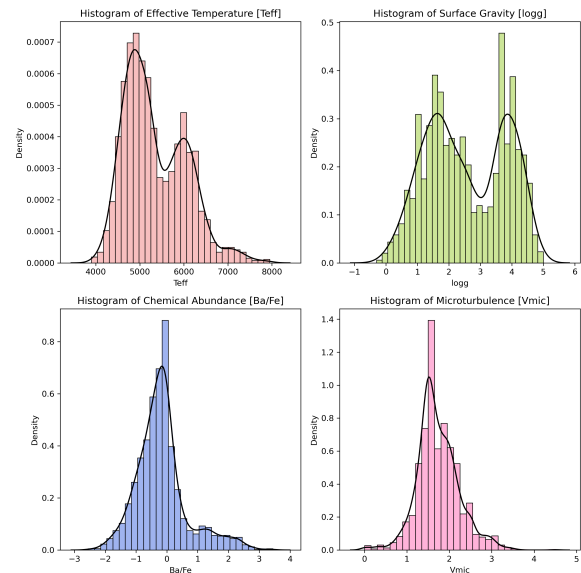 Histogram of Effective Temperature [Teff]
0.0007
0.0006
0.0005
0.0004
0.0003
0.0002
0.0001
0.0000
Density
4000 5000 6000 7000 8000
Teff
Histogram of Surface Gravity [logg]
0.5
0.4
0.3
0.2
0.1
0.0
Density
−1 0 1 2 3 4 5 6
logg
Histogram of Chemical Abundance [Ba/Fe]
0.8
0.6
0.4
0.2
0.0
Density
−3 −2 −1 0 1 2 3 4
Ba/Fe
Histogram of Microturbulence [Vmic]
1.4
1.2
1.0
0.8
0.6
0.4
0.2
0.0
Density
0 1 2 3 4 5
Vmic